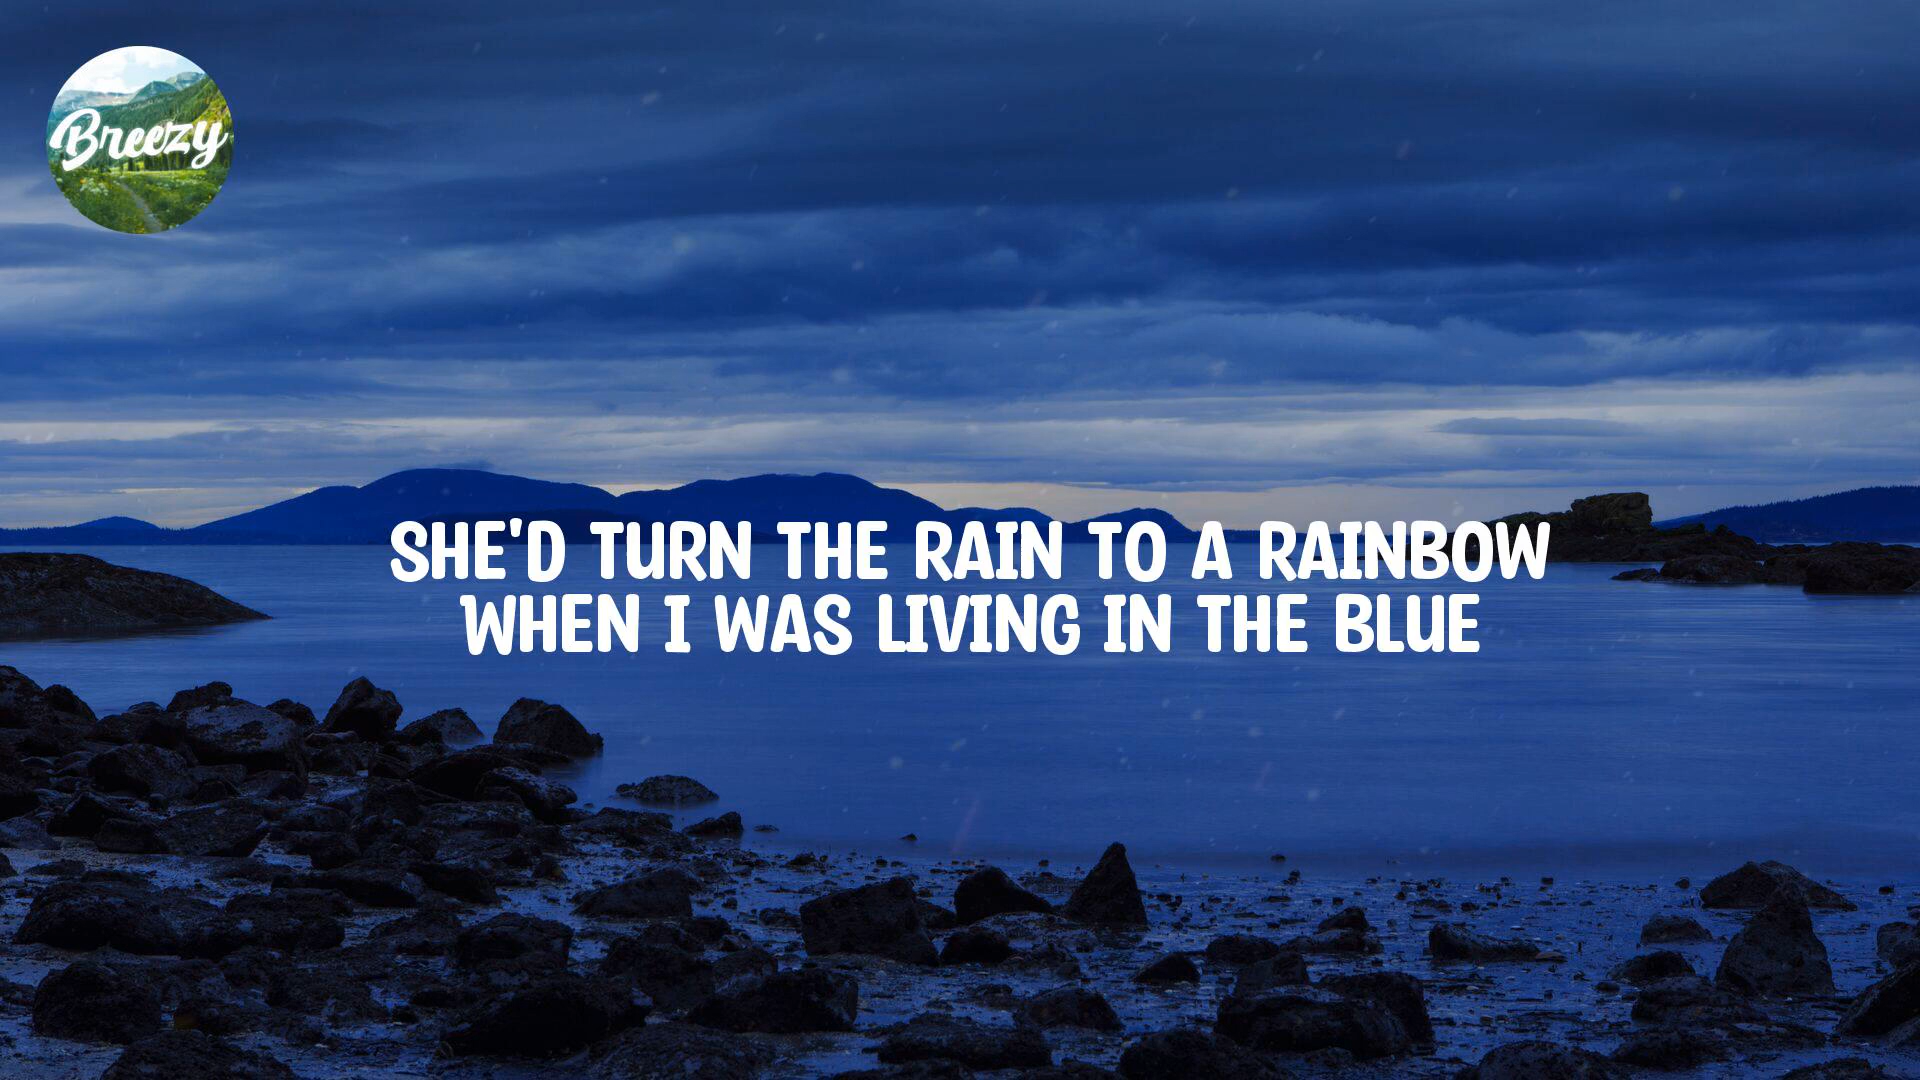 Breezy
SHE'D TURN THE RAIN TO A RAINBOW
WHEN I WAS LIVING IN THE BLUE